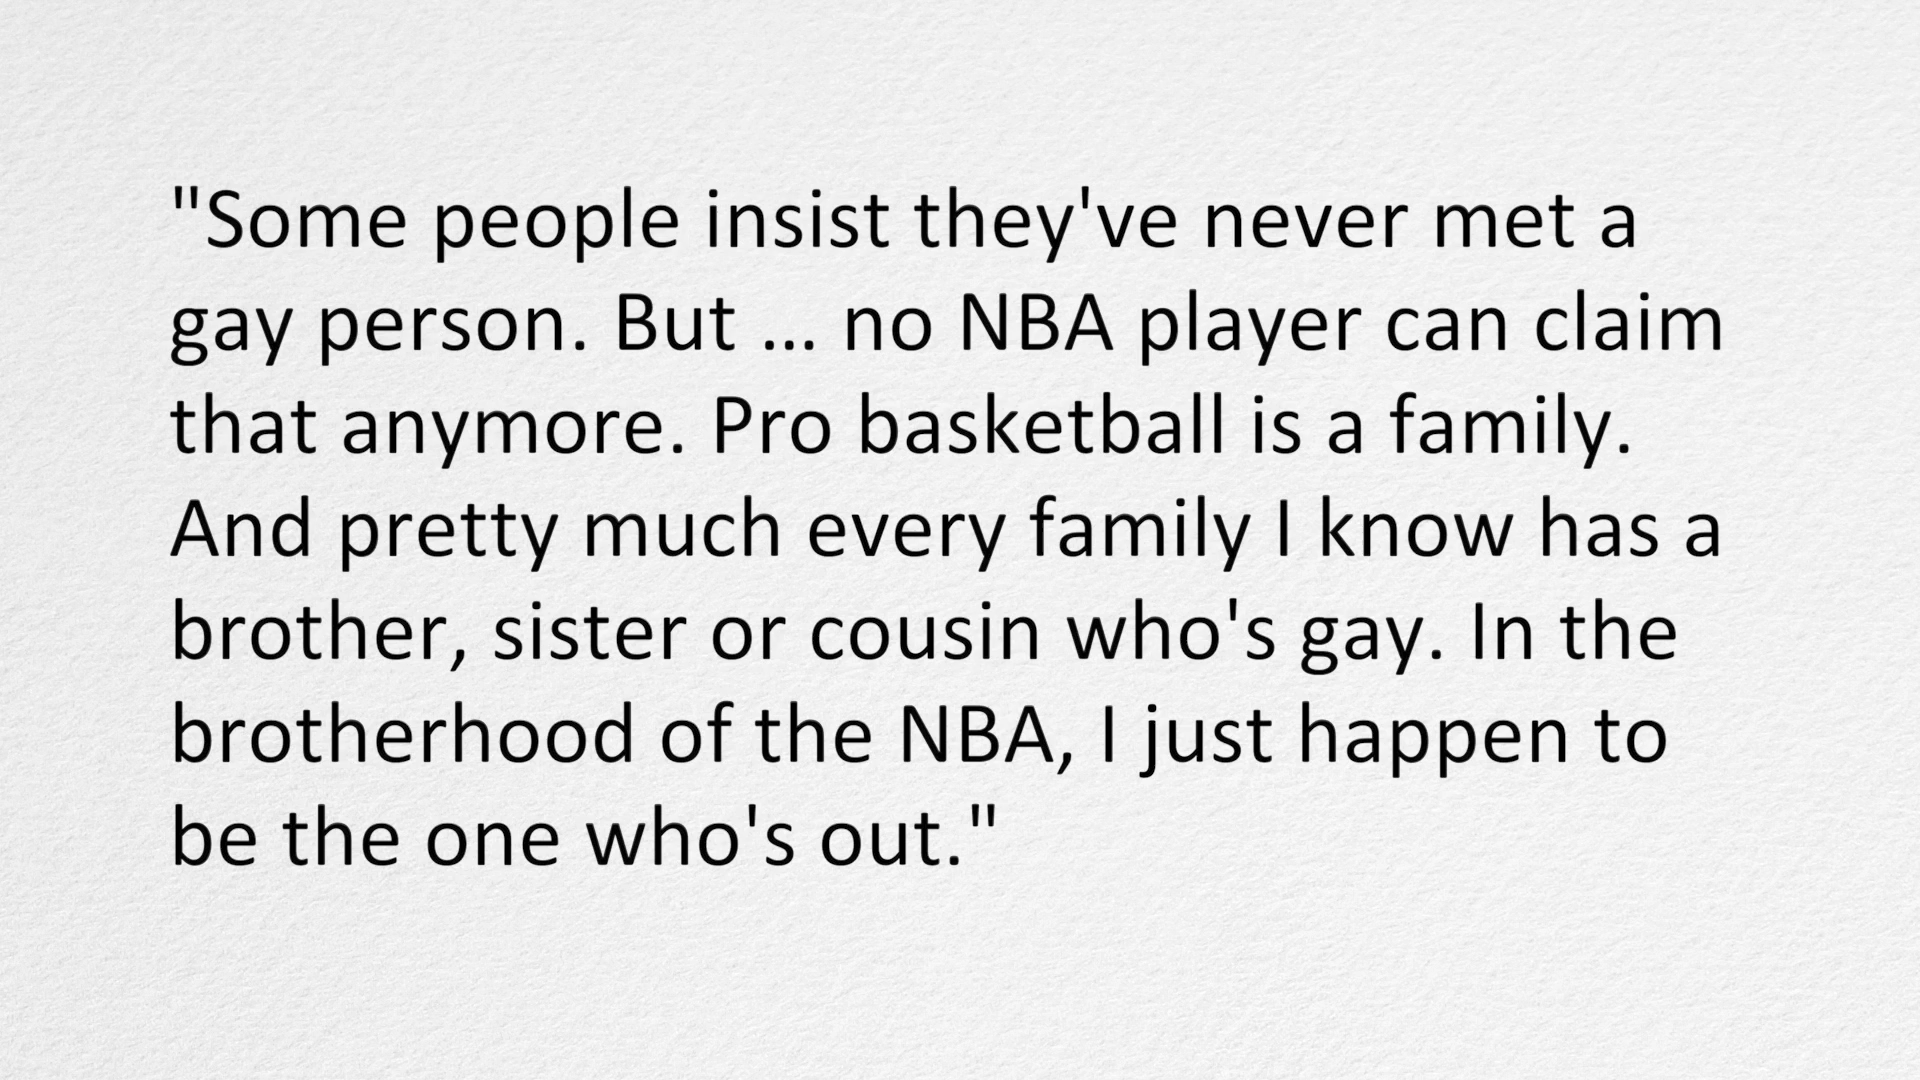 "Some people insist they've never met a
gay person. But ... no NBA player can claim
that anymore. Pro basketball is a family.
And pretty much every family I know has a
brother, sister or cousin who's gay. In the
brotherhood of the NBA, I just happen to
be the one who's out."